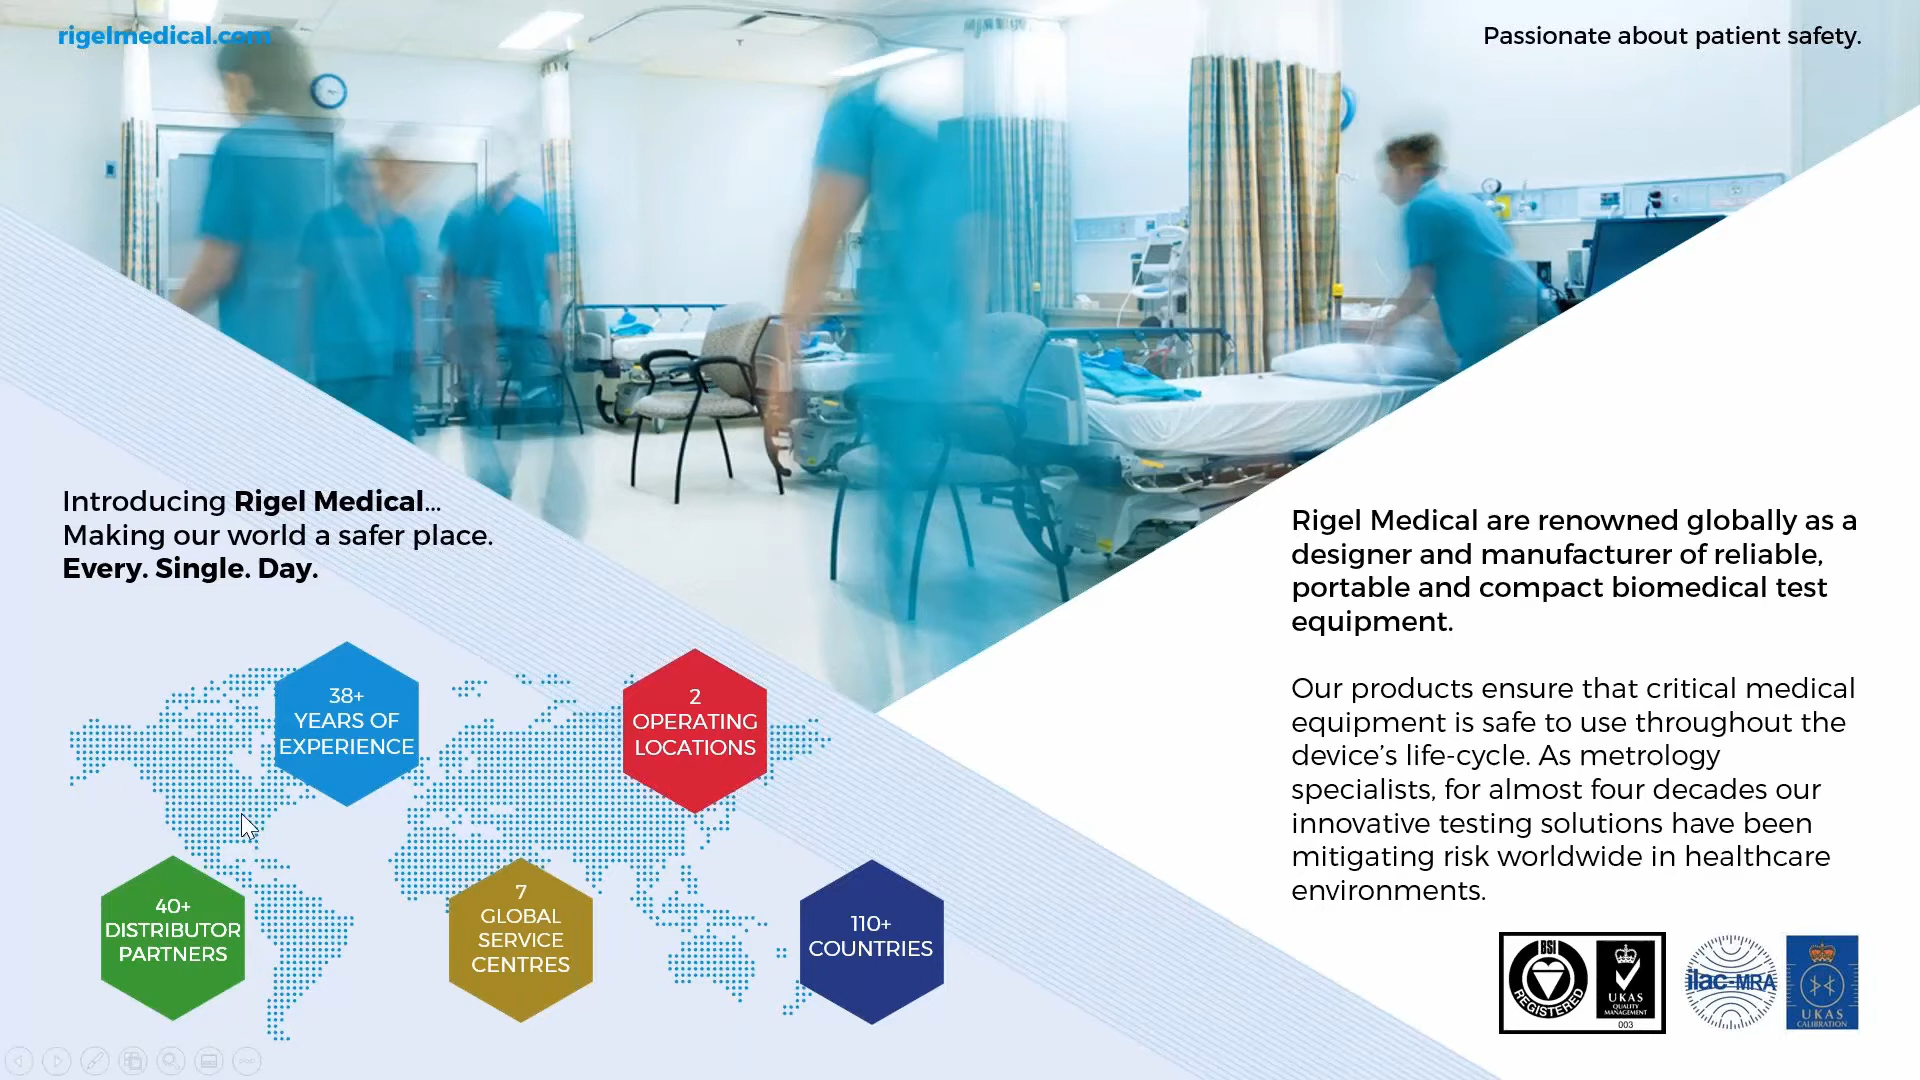 rigelmedical.com
Passionate about patient safety.
Introducing Rigel Medical...
Making our world a safer place.
Every. Single. Day.
38+
YEARS OF
EXPERIENCE
2
OPERATING
LOCATIONS
40+
DISTRIBUTOR
PARTNERS
7
GLOBAL
SERVICE
CENTRES
110+
COUNTRIES
Rigel Medical are renowned globally as a
designer and manufacturer of reliable,
portable and compact biomedical test
equipment.
Our products ensure that critical medical
equipment is safe to use throughout the
device’s life-cycle. As metrology
specialists, for almost four decades our
innovative testing solutions have been
mitigating risk worldwide in healthcare
environments.
BSI
REGISTERED
UKAS
QUALITY
MANAGEMENT
003
ilac-MRA
UKAS
CALIBRATION